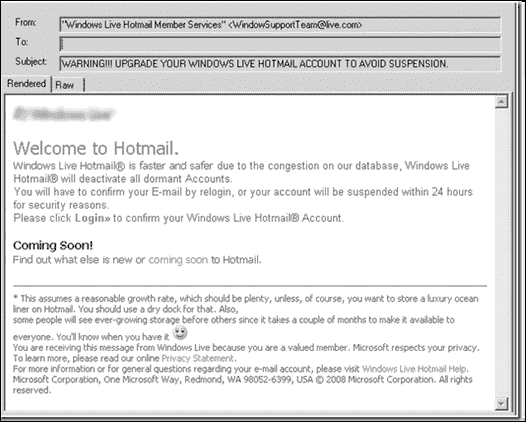 From: "Windows Live Hotmail Member Services" <WindowSupportTeam@live.com>
To:
Subject: WARNING!!! UPGRADE YOUR WINDOWS LIVE HOTMAIL ACCOUNT TO AVOID SUSPENSION.
Rendered Raw
Welcome to Hotmail.
Windows Live Hotmail® is faster and safer due to the congestion on our database, Windows Live
Hotmail® will deactivate all dormant Accounts.
You will have to confirm your E-mail by relogin, or your account will be suspended within 24 hours
for security reasons.
Please click Login» to confirm your Windows Live Hotmail® Account.
Coming Soon!
Find out what else is new or coming soon to Hotmail.
* This assumes a reasonable growth rate, which should be plenty, unless, of course, you want to store a luxury ocean
liner on Hotmail. You should use a dry dock for that. Also,
some people will see ever-growing storage before others since it takes a couple of months to make it available to
everyone. You'll know when you have it
You are receiving this message from Windows Live because you are a valued member. Microsoft respects your privacy.
To learn more, please read our online Privacy Statement.
For more information or for general questions regarding your e-mail account, please visit Windows Live Hotmail Help.
Microsoft Corporation, One Microsoft Way, Redmond, WA 98052-6399, USA © 2008 Microsoft Corporation. All rights
reserved.